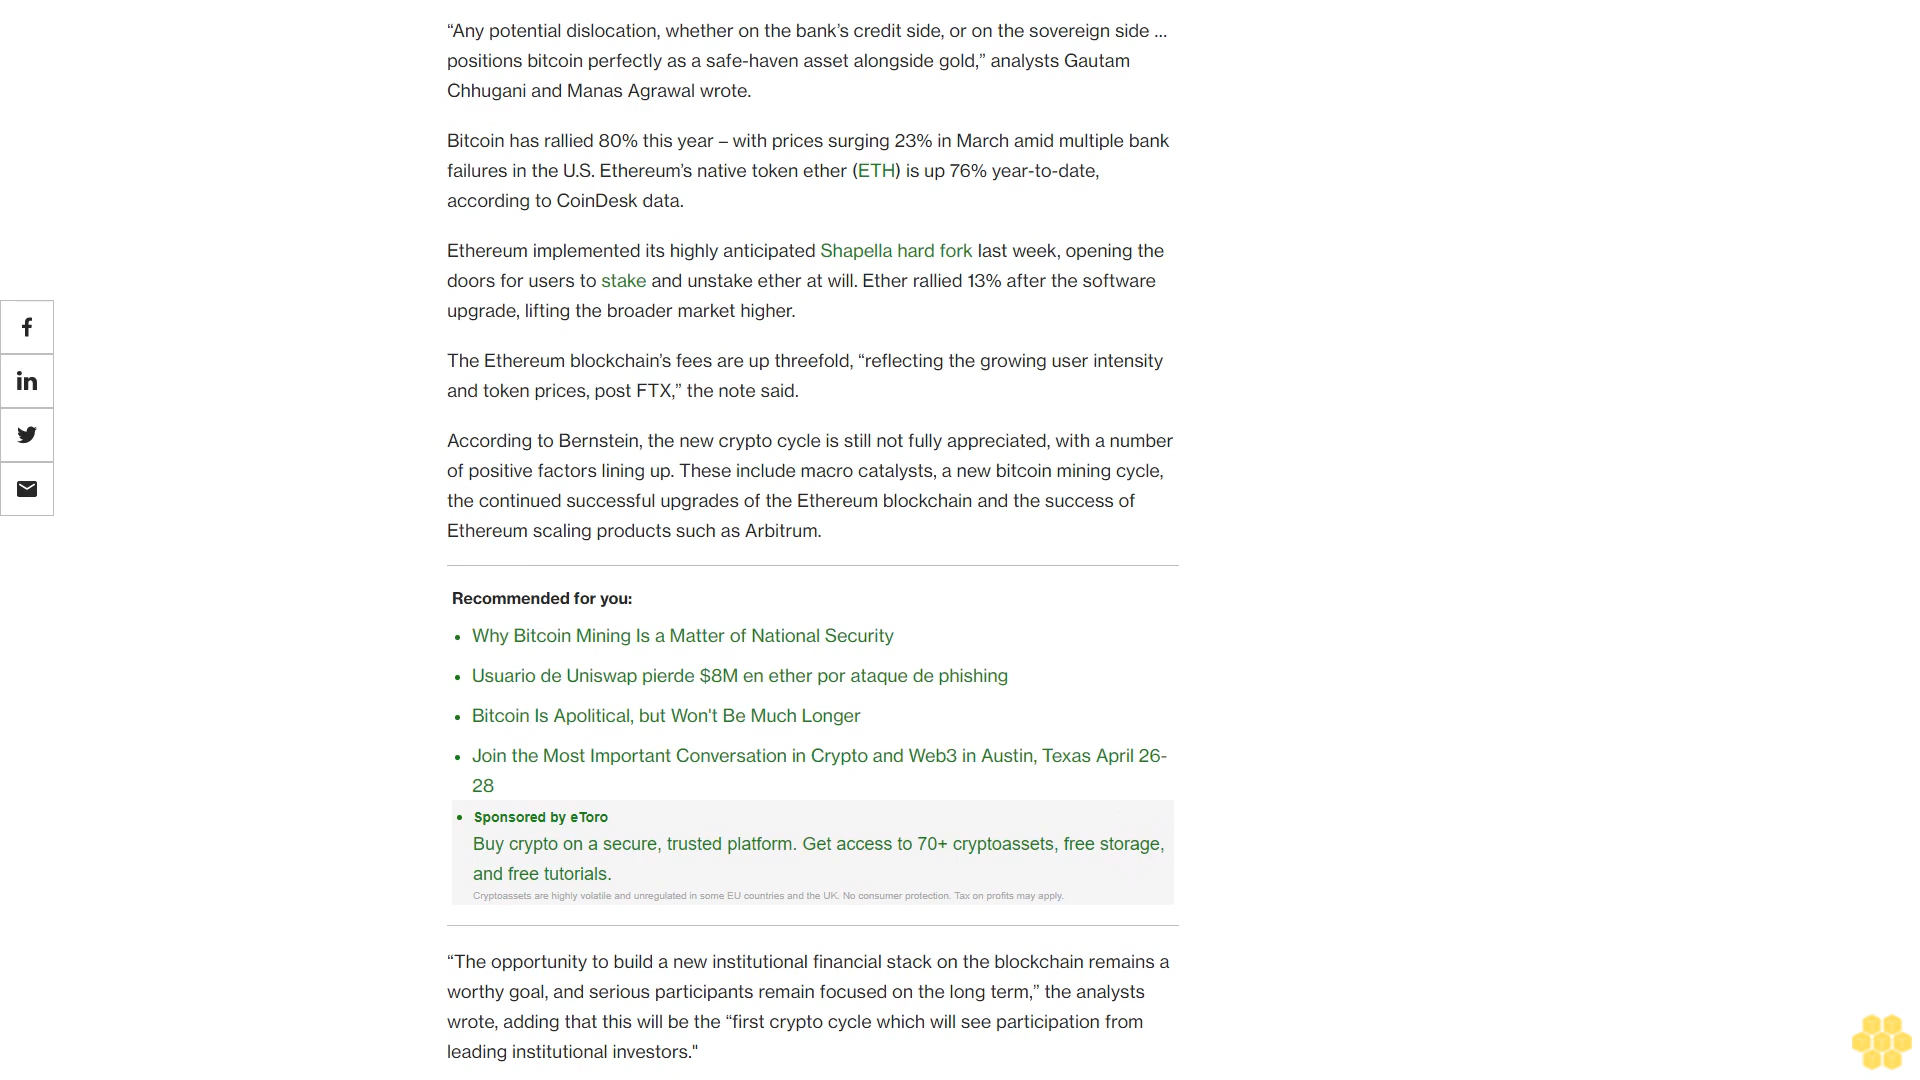 “Any potential dislocation, whether on the bank’s credit side, or on the sovereign side …
positions bitcoin perfectly as a safe-haven asset alongside gold,” analysts Gautam
Chhugani and Manas Agrawal wrote.
Bitcoin has rallied 80% this year – with prices surging 23% in March amid multiple bank
failures in the U.S. Ethereum’s native token ether (ETH) is up 76% year-to-date,
according to CoinDesk data.
Ethereum implemented its highly anticipated Shapella hard fork last week, opening the
doors for users to stake and unstake ether at will. Ether rallied 13% after the software
upgrade, lifting the broader market higher.
The Ethereum blockchain’s fees are up threefold, “reflecting the growing user intensity
and token prices, post FTX,” the note said.
According to Bernstein, the new crypto cycle is still not fully appreciated, with a number
of positive factors lining up. These include macro catalysts, a new bitcoin mining cycle,
the continued successful upgrades of the Ethereum blockchain and the success of
Ethereum scaling products such as Arbitrum.
Recommended for you:
• Why Bitcoin Mining Is a Matter of National Security
• Usuario de Uniswap pierde $8M en ether por ataque de phishing
• Bitcoin Is Apolitical, but Won't Be Much Longer
• Join the Most Important Conversation in Crypto and Web3 in Austin, Texas April 26-
28
• Sponsored by eToro
Buy crypto on a secure, trusted platform. Get access to 70+ cryptoassets, free storage,
and free tutorials.
Cryptoassets are highly volatile and unregulated in some EU countries and the UK. No consumer protection. Tax on profits may apply.
“The opportunity to build a new institutional financial stack on the blockchain remains a
worthy goal, and serious participants remain focused on the long term,” the analysts
wrote, adding that this will be the “first crypto cycle which will see participation from
leading institutional investors."